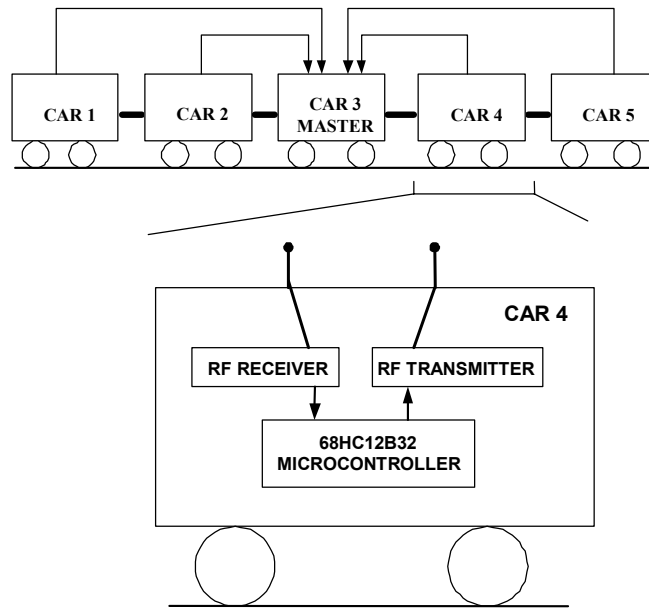 CAR 1
CAR 2
CAR 3
MASTER
CAR 4
CAR 5
CAR 4
RF RECEIVER
RF TRANSMITTER
68HC12B32
MICROCONTROLLER